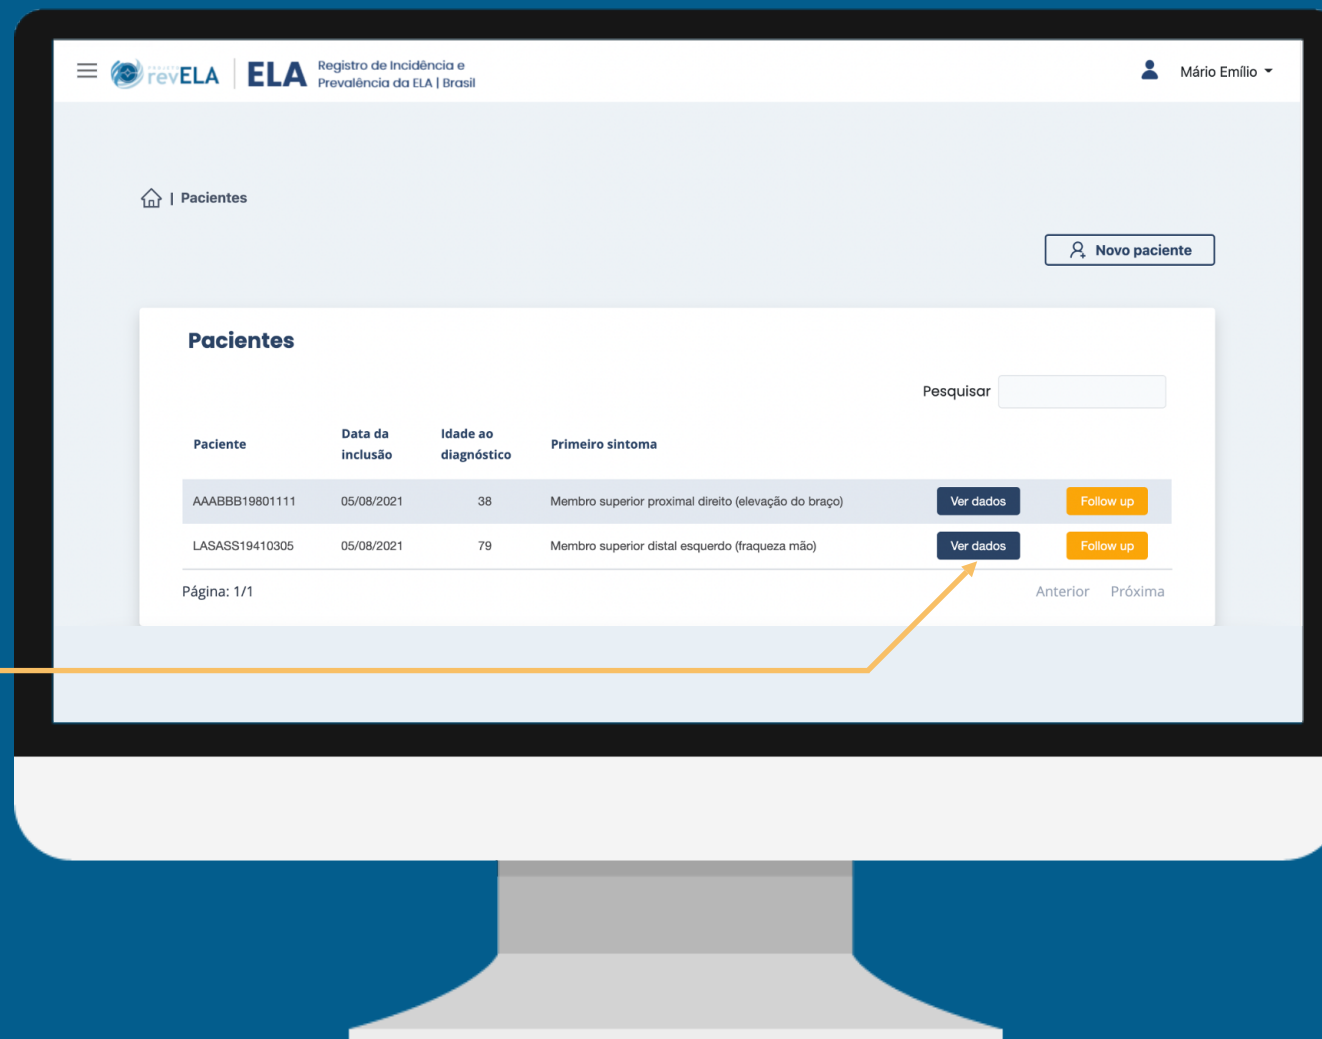 PROJETO
revELA
ELA
Registro de Incidência e
Prevalência da ELA | Brasil
Mário Emílio
| Pacientes
Novo paciente
Pacientes
Pesquisar
Paciente
Data da
inclusão
Idade ao
diagnóstico
Primeiro sintoma
AAABBB19801111 05/08/2021 38 Membro superior proximal direito (elevação do braço) Ver dados Follow up
LASASS19410305 05/08/2021 79 Membro superior distal esquerdo (fraqueza mão) Ver dados Follow up
Página: 1/1
Anterior Próxima